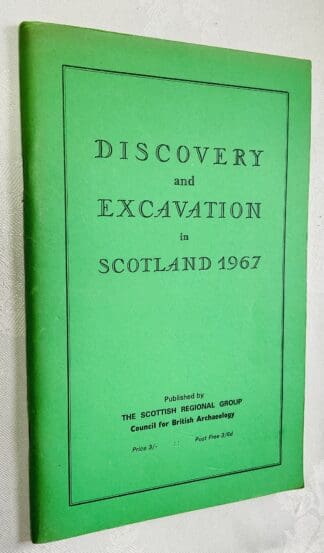 DISCOVERY
and
EXCAVATION
in
SCOTLAND 1967
Published by
THE SCOTTISH REGIONAL GROUP
Council for British Archaeology
Price 3/- :: Post Free 3/6d